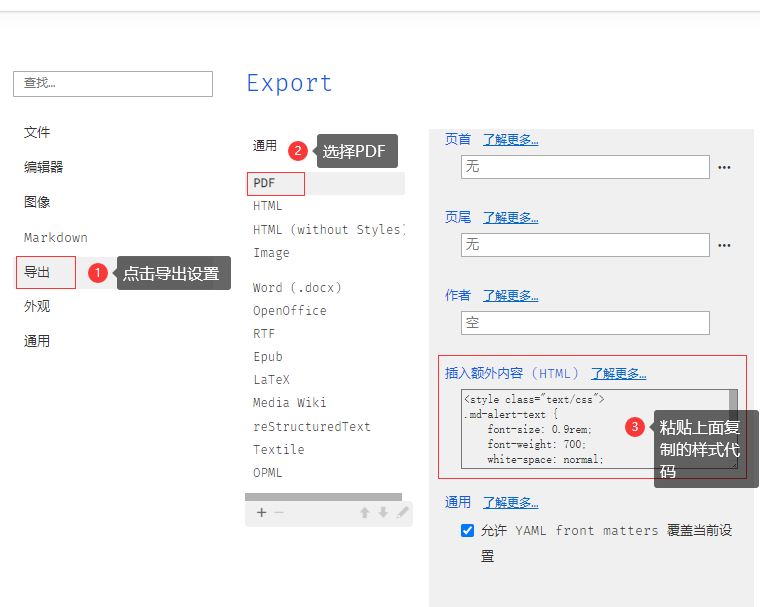 查找...
Export
文件
编辑器
图像
Markdown
导出
外观
通用
1
点击导出设置
通用
2
选择PDF
PDF
HTML
HTML (without Styles)
Image
Word (.docx)
OpenOffice
RTF
Epub
LaTeX
Media Wiki
reStructuredText
Textile
OPML
页首 了解更多...
无
页尾 了解更多...
无
作者 了解更多...
空
插入额外内容 (HTML) 了解更多...
<style class="text/css">
.md-alert-text {
font-size: 0.9rem;
font-weight: 700;
white-space: normal;
3
粘贴上面复
制的样式代
码
通用 了解更多...
允许 YAML front matters 覆盖当前设
置